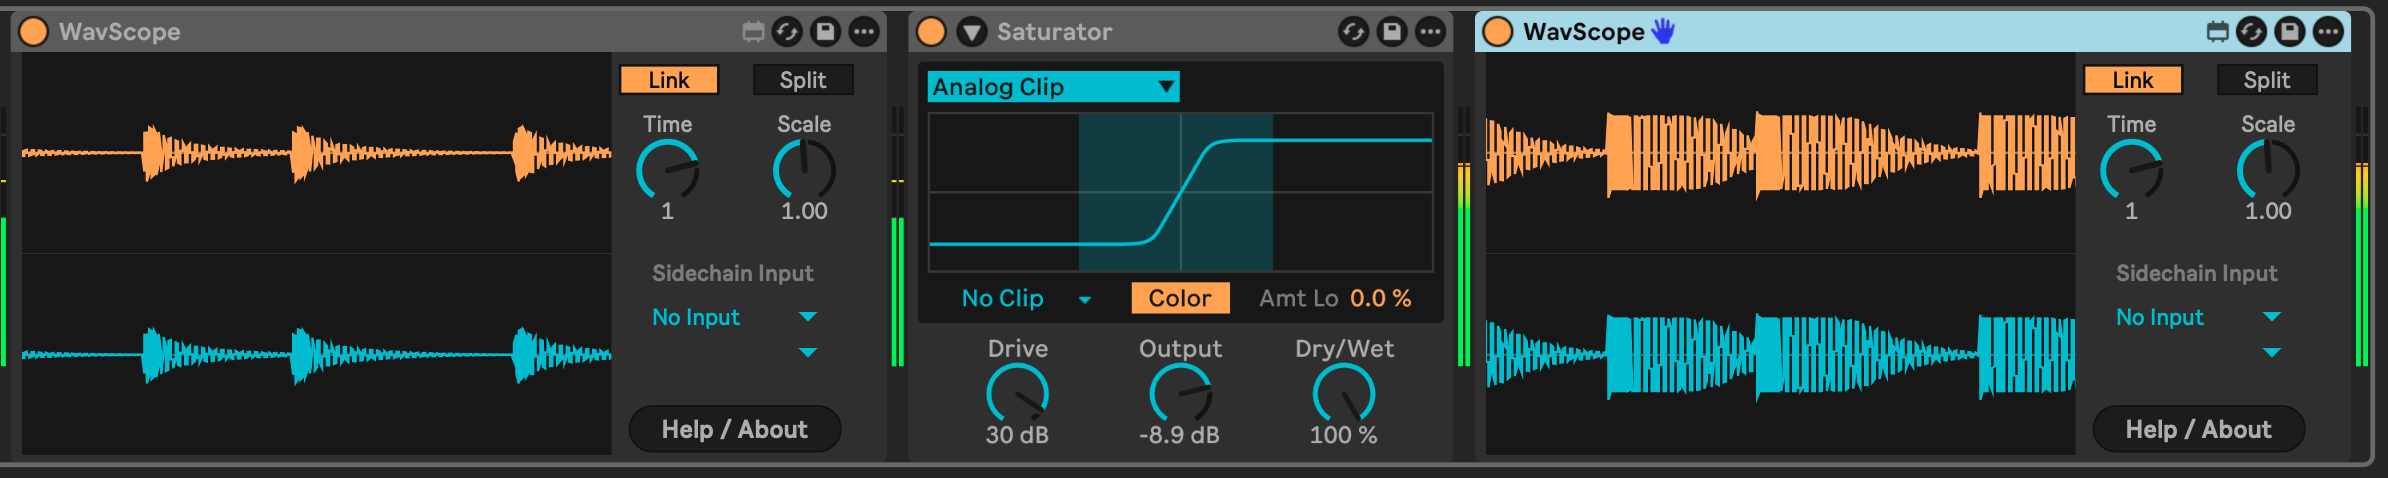 WavScope
Link Split
Time Scale
1 1.00
Sidechain Input
No Input
Help / About
Saturator
Analog Clip
No Clip Color Amt Lo 0.0 %
Drive Output Dry/Wet
30 dB -8.9 dB 100 %
WavScope
Link Split
Time Scale
1 1.00
Sidechain Input
No Input
Help / About